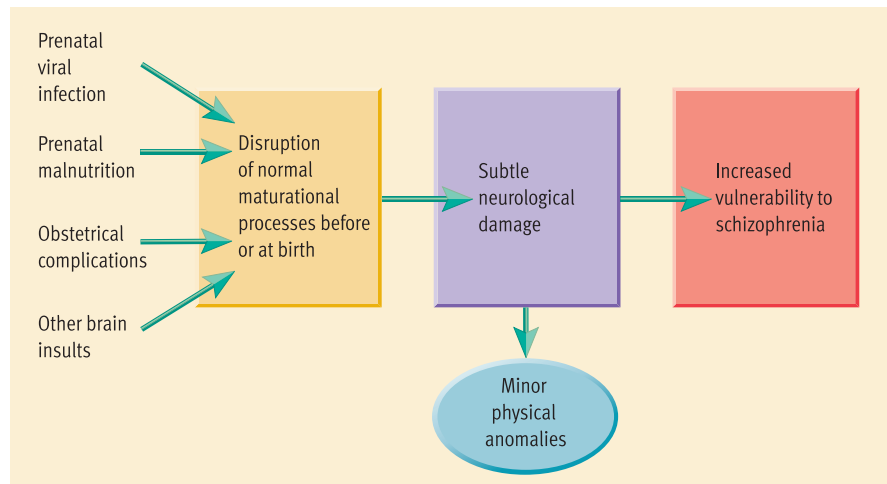 Prenatal
viral
infection
Prenatal
malnutrition
Obstetrical
complications
Other brain
insults
Disruption
of normal
maturational
processes before
or at birth
Subtle
neurological
damage
Increased
vulnerability to
schizophrenia
Minor
physical
anomalies